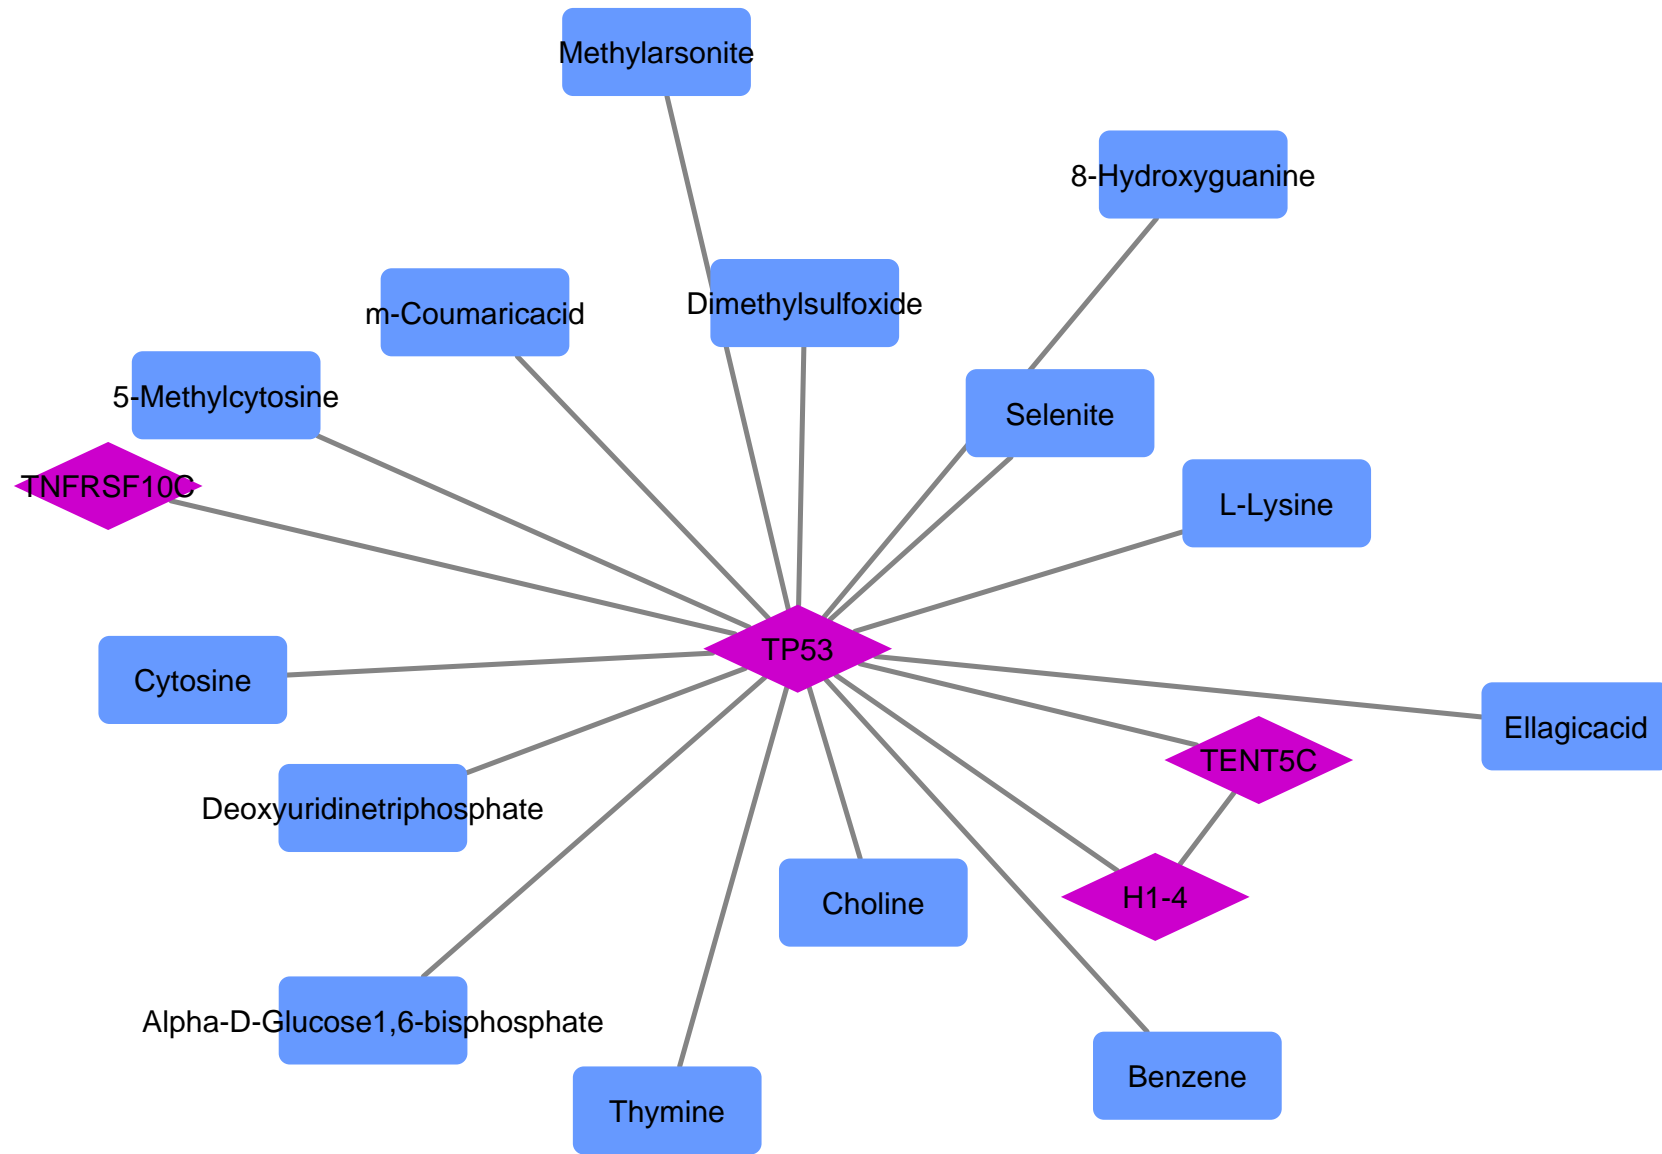 Methylarsonite
8-Hydroxyguanine
Dimethylsulfoxide
m-Coumaricacid
5-Methylcytosine
Selenite
TNFRSF10C
L-Lysine
TP53
Cytosine
Ellagicacid
TENT5C
Deoxyuridinetriphosphate
H1-4
Choline
Alpha-D-Glucose1,6-bisphosphate
Benzene
Thymine